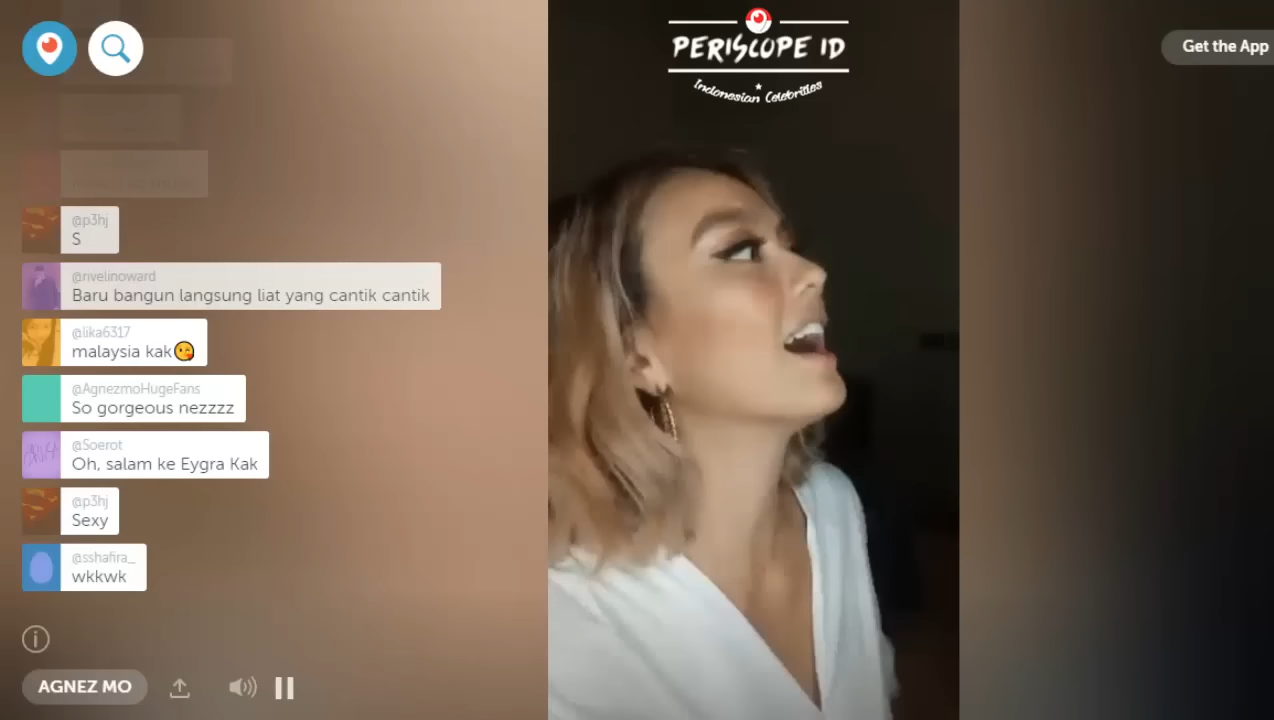 PERISCOPE ID
Indonesian Celebrities
Get the App
@p3hj
S
@rivelinoward
Baru bangun langsung liat yang cantik cantik
@lika6317
malaysia kak
@AgnezmoHugeFans
So gorgeous nezzzz
@Soerot
Oh, salam ke Eygra Kak
@p3hj
Sexy
@sshafira_
wkkwk
AGNEZ MO